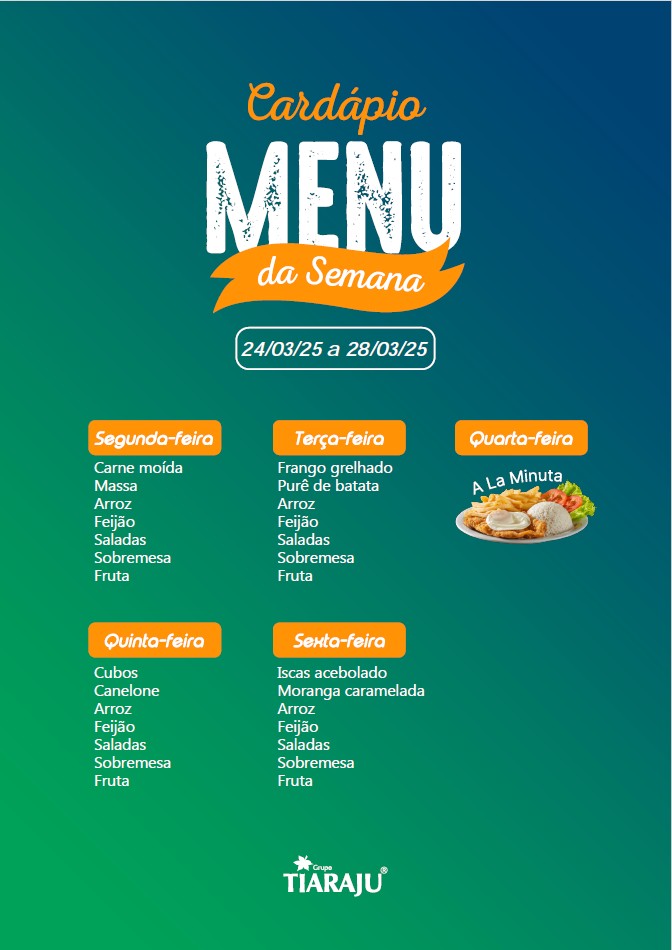 Cardápio
MENU
da Semana
24/03/25 a 28/03/25
Segunda-feira
Carne moída
Massa
Arroz
Feijão
Saladas
Sobremesa
Fruta
Terça-feira
Frango grelhado
Purê de batata
Arroz
Feijão
Saladas
Sobremesa
Fruta
Quarta-feira
A La Minuta
Quinta-feira
Cubos
Canelone
Arroz
Feijão
Saladas
Sobremesa
Fruta
Sexta-feira
Iscas acebolado
Moranga caramelada
Arroz
Feijão
Saladas
Sobremesa
Fruta
Grupo
TIARAJU®